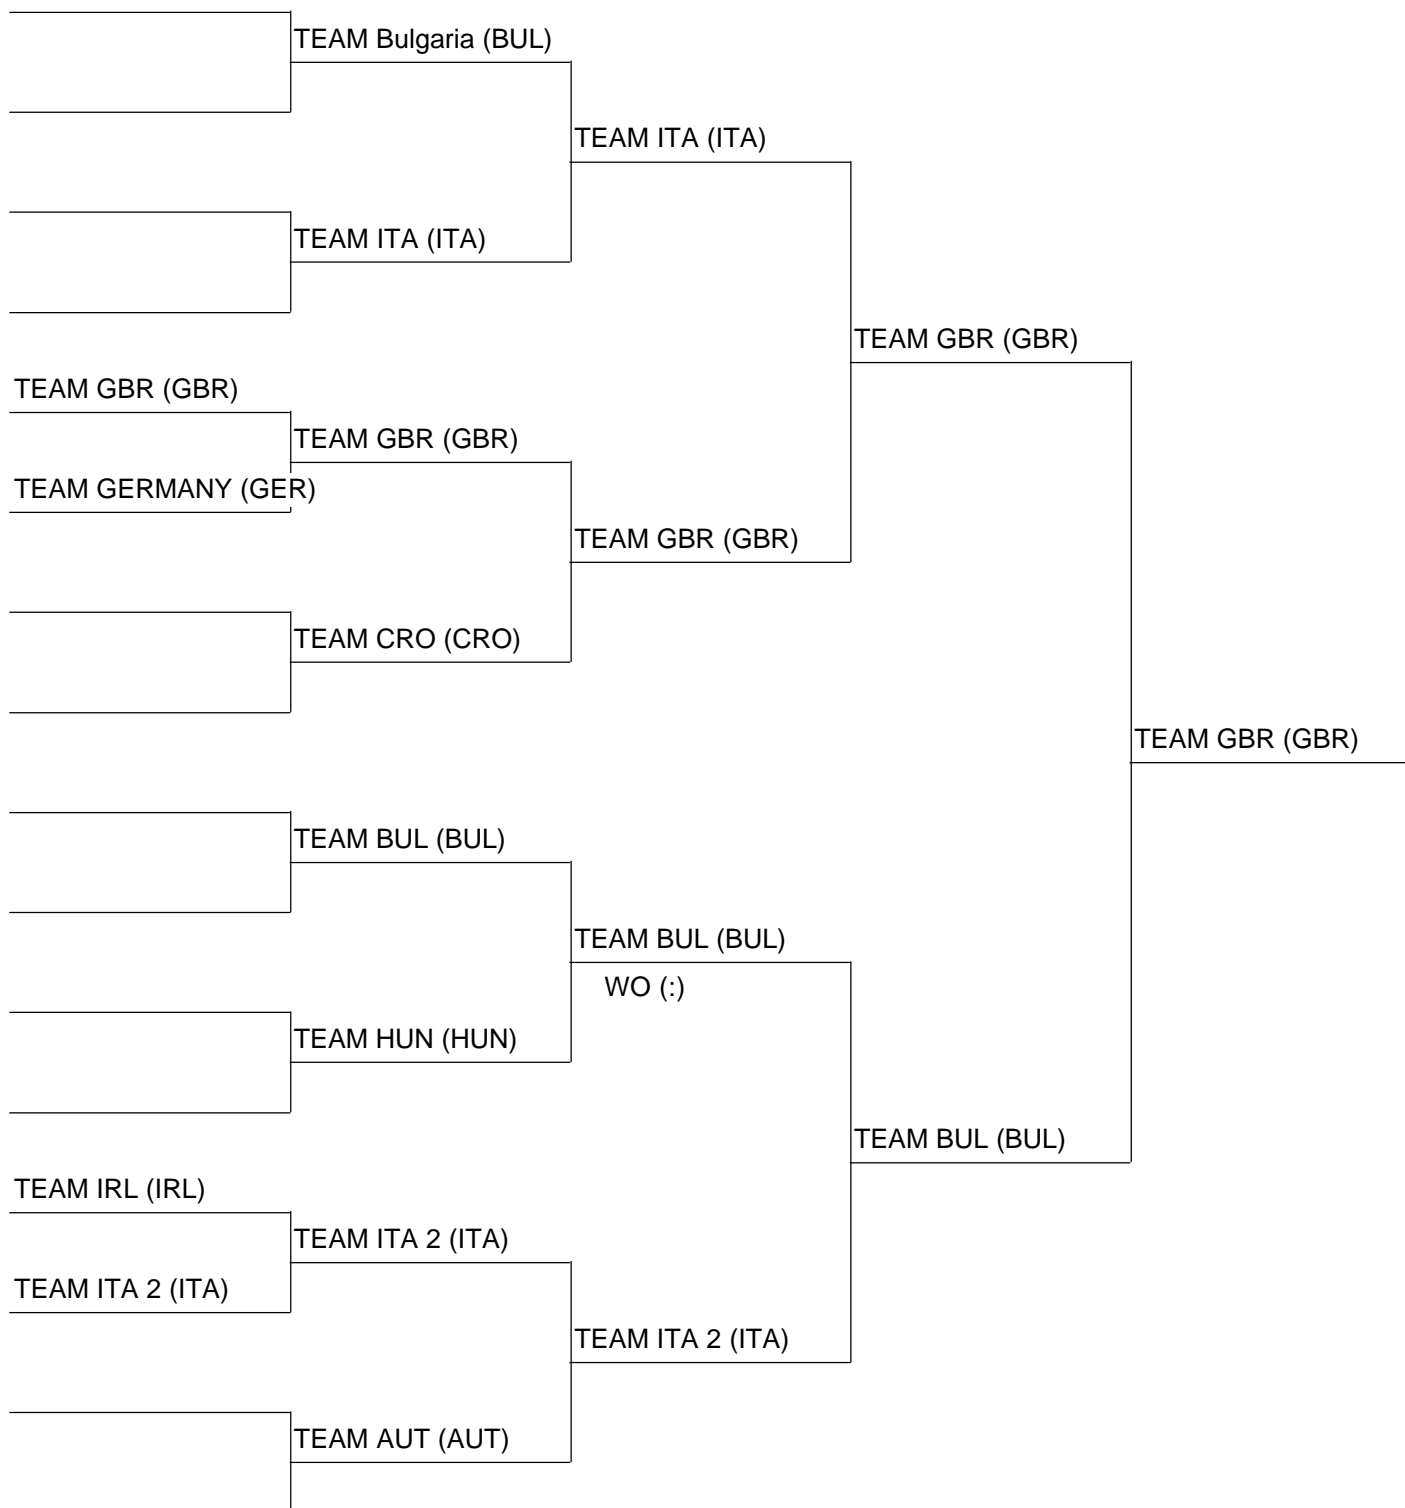 TEAM Bulgaria (BUL)
TEAM ITA (ITA)
TEAM ITA (ITA)
TEAM GBR (GBR)
TEAM GBR (GBR)
TEAM GBR (GBR)
TEAM GERMANY (GER)
TEAM GBR (GBR)
TEAM CRO (CRO)
TEAM GBR (GBR)
TEAM BUL (BUL)
TEAM BUL (BUL)
WO (:)
TEAM HUN (HUN)
TEAM BUL (BUL)
TEAM IRL (IRL)
TEAM ITA 2 (ITA)
TEAM ITA 2 (ITA)
TEAM ITA 2 (ITA)
TEAM AUT (AUT)